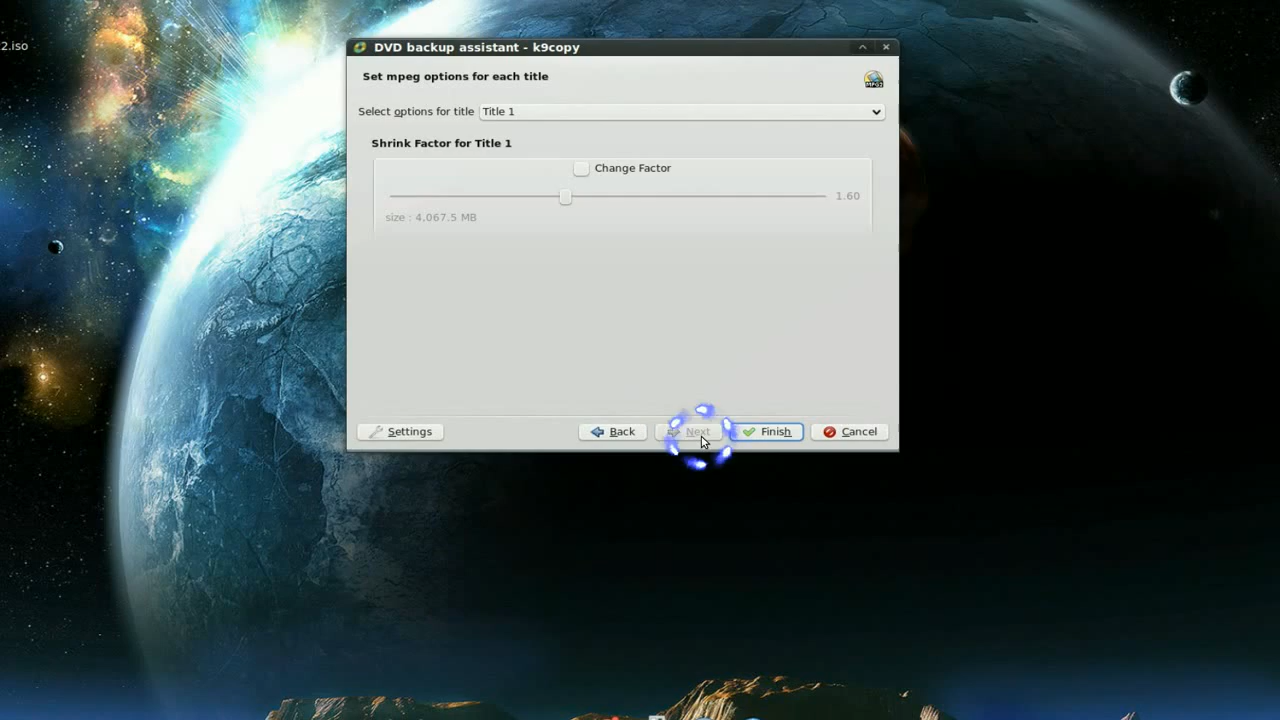 2.iso
DVD backup assistant - k9copy
Set mpeg options for each title
Select options for title Title 1
Shrink Factor for Title 1
Change Factor
1.60
size : 4,067.5 MB
Settings Back Next Finish Cancel